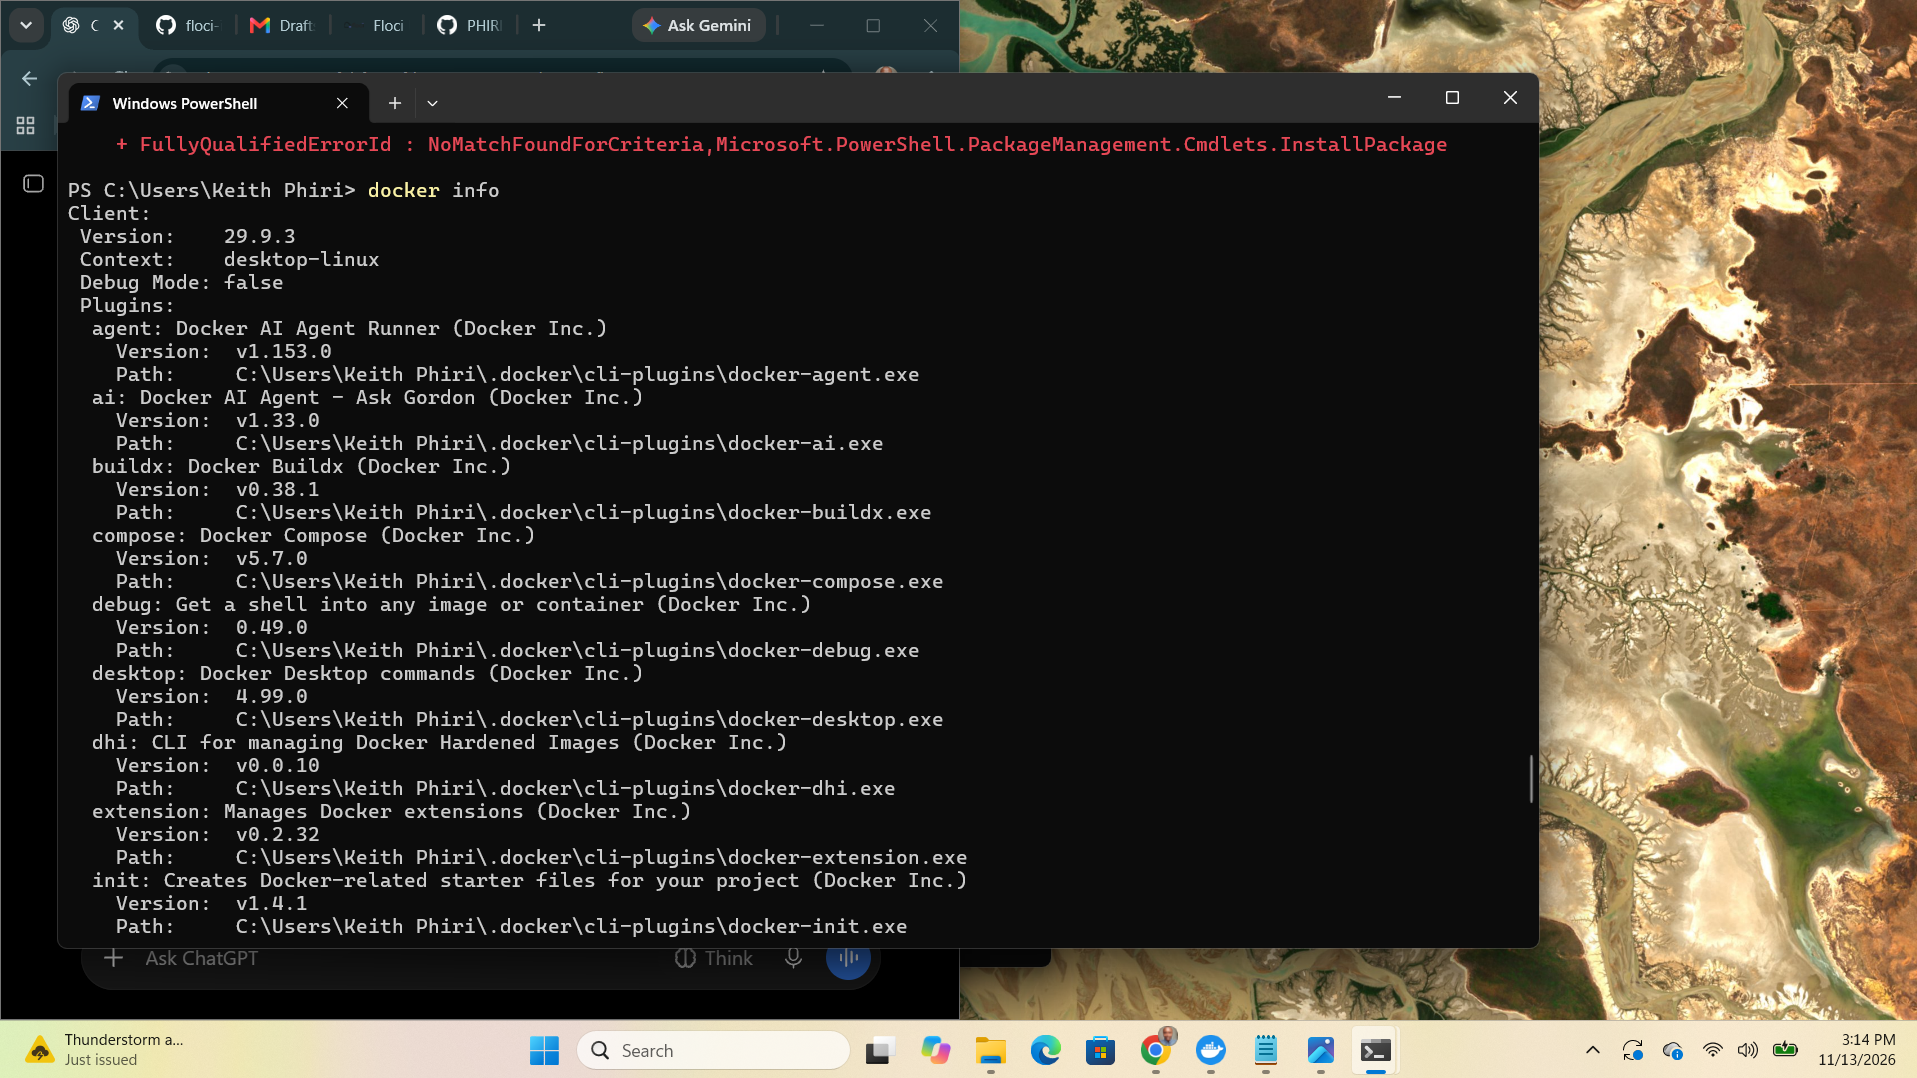 floci-
Draft
Floci
PHIRI
Ask Gemini
Windows PowerShell
+ FullyQualifiedErrorId : NoMatchFoundForCriteria,Microsoft.PowerShell.PackageManagement.Cmdlets.InstallPackage
PS C:\Users\Keith Phiri> docker info
Client:
Version: 29.9.3
Context: desktop-linux
Debug Mode: false
Plugins:
agent: Docker AI Agent Runner (Docker Inc.)
Version: v1.153.0
Path: C:\Users\Keith Phiri\.docker\cli-plugins\docker-agent.exe
ai: Docker AI Agent - Ask Gordon (Docker Inc.)
Version: v1.33.0
Path: C:\Users\Keith Phiri\.docker\cli-plugins\docker-ai.exe
buildx: Docker Buildx (Docker Inc.)
Version: v0.38.1
Path: C:\Users\Keith Phiri\.docker\cli-plugins\docker-buildx.exe
compose: Docker Compose (Docker Inc.)
Version: v5.7.0
Path: C:\Users\Keith Phiri\.docker\cli-plugins\docker-compose.exe
debug: Get a shell into any image or container (Docker Inc.)
Version: 0.49.0
Path: C:\Users\Keith Phiri\.docker\cli-plugins\docker-debug.exe
desktop: Docker Desktop commands (Docker Inc.)
Version: 4.99.0
Path: C:\Users\Keith Phiri\.docker\cli-plugins\docker-desktop.exe
dhi: CLI for managing Docker Hardened Images (Docker Inc.)
Version: v0.0.10
Path: C:\Users\Keith Phiri\.docker\cli-plugins\docker-dhi.exe
extension: Manages Docker extensions (Docker Inc.)
Version: v0.2.32
Path: C:\Users\Keith Phiri\.docker\cli-plugins\docker-extension.exe
init: Creates Docker-related starter files for your project (Docker Inc.)
Version: v1.4.1
Path: C:\Users\Keith Phiri\.docker\cli-plugins\docker-init.exe
Ask ChatGPT
Think
Thunderstorm a...
Just issued
Search
3:14 PM
11/13/2026